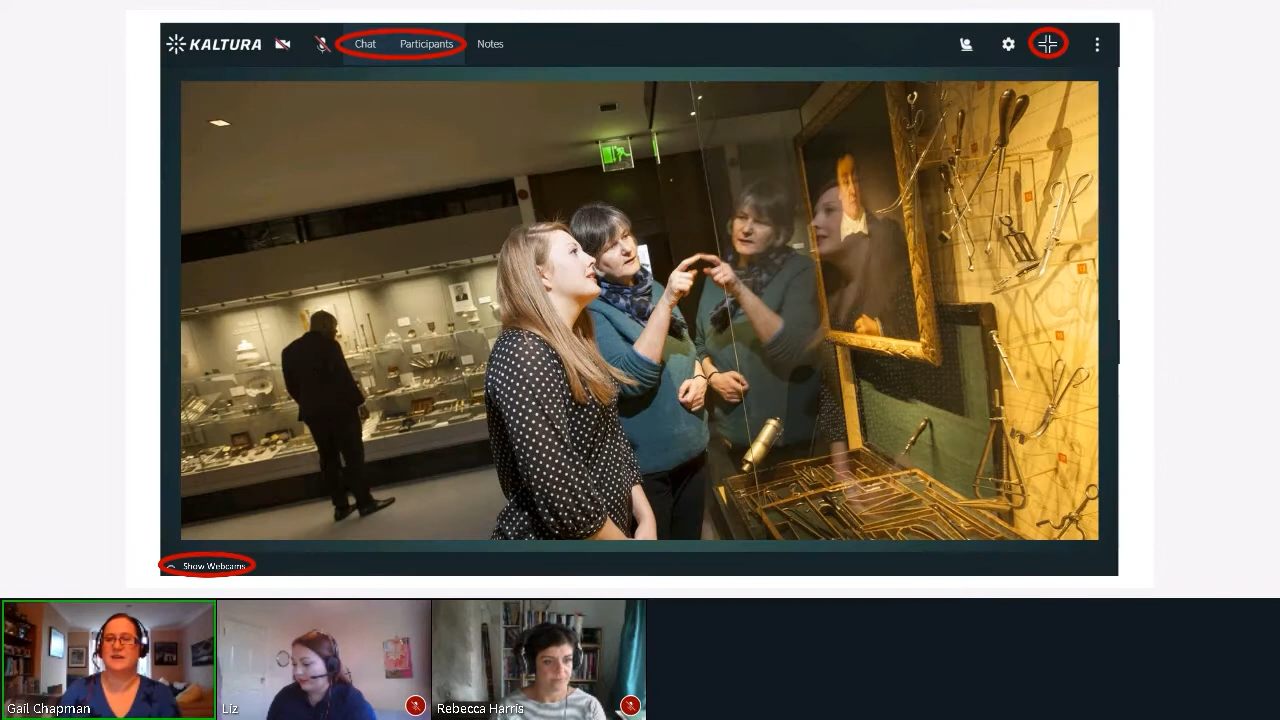 KALTURA Chat Participants Notes
Show Webcams
Gail Chapman Liz Rebecca Harris